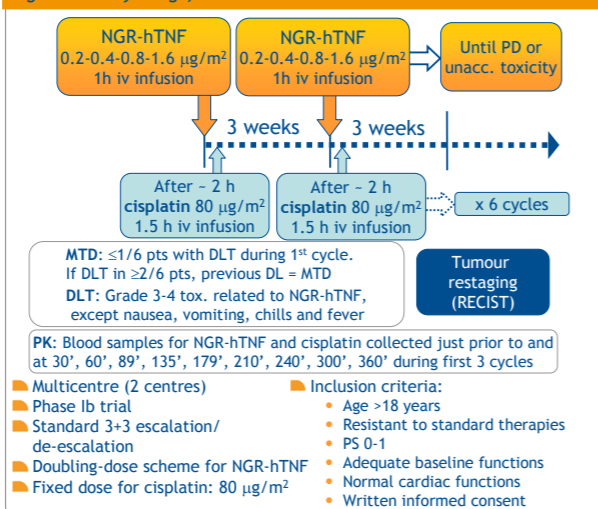 NGR-hTNF
0.2-0.4-0.8-1.6 µg/m²
1h iv infusion
NGR-hTNF
0.2-0.4-0.8-1.6 µg/m²
1h iv infusion
Until PD or
unacc. toxicity
3 weeks
3 weeks
After ~ 2 h
cisplatin 80 µg/m²
1.5 h iv infusion
After ~ 2 h
cisplatin 80 µg/m²
1.5 h iv infusion
x 6 cycles
MTD: ≤1/6 pts with DLT during 1st cycle.
If DLT in ≥2/6 pts, previous DL = MTD
DLT: Grade 3-4 tox. related to NGR-hTNF,
except nausea, vomiting, chills and fever
Tumour
restaging
(RECIST)
PK: Blood samples for NGR-hTNF and cisplatin collected just prior to and
at 30’, 60’, 89’, 135’, 179’, 210’, 240’, 300’, 360’ during first 3 cycles
Multicentre (2 centres)
Phase Ib trial
Standard 3+3 escalation/
de-escalation
Doubling-dose scheme for NGR-hTNF
Fixed dose for cisplatin: 80 µg/m²
Inclusion criteria:
• Age >18 years
• Resistant to standard therapies
• PS 0-1
• Adequate baseline functions
• Normal cardiac functions
• Written informed consent